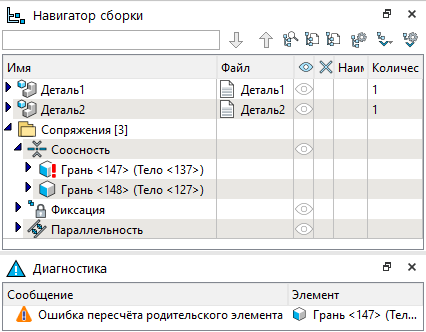 Навигатор сборки
Имя Файл Наим Количес
Деталь1 Деталь1 1
Деталь2 Деталь2 1
Сопряжения [3]
Соосность
Грань <147> (Тело <137>)
Грань <148> (Тело <127>)
Фиксация
Параллельность
Диагностика
Сообщение Элемент
Ошибка пересчёта родительского элемента Грань <147> (Тел...